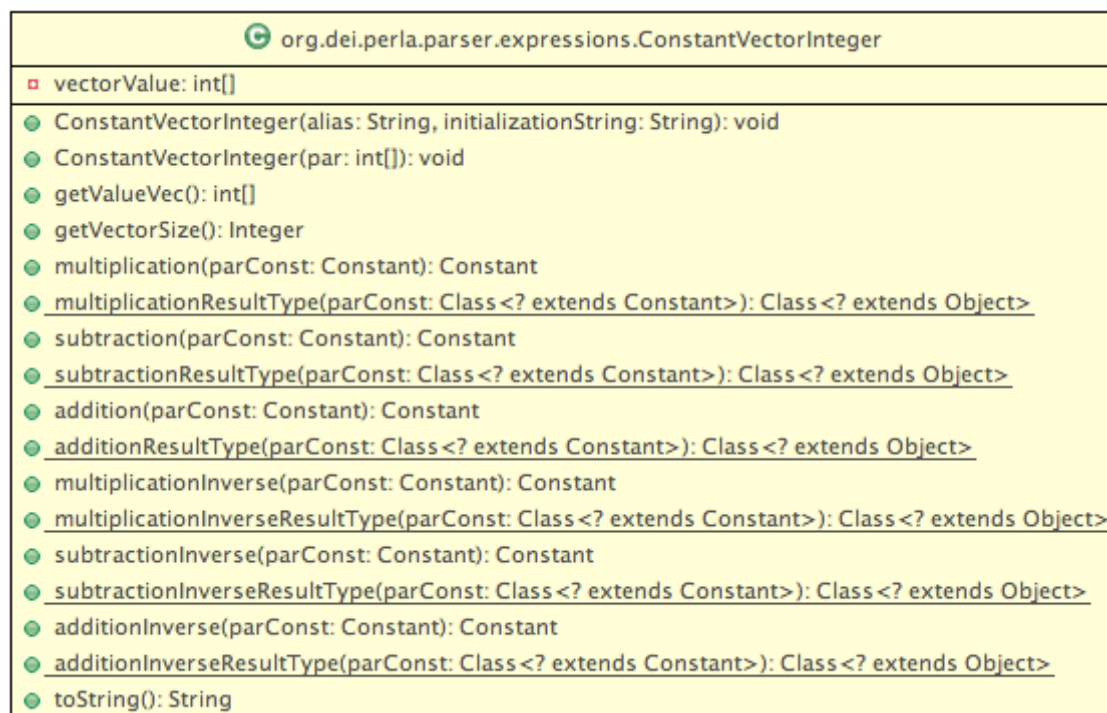 C org.dei.perla.parser.expressions.ConstantVectorInteger
vectorValue: int[]
ConstantVectorInteger(alias: String, initializationString: String): void
ConstantVectorInteger(par: int[]): void
getValueVec(): int[]
getVectorSize(): Integer
multiplication(parConst: Constant): Constant
multiplicationResultType(parConst: Class<? extends Constant>): Class<? extends Object>
subtraction(parConst: Constant): Constant
subtractionResultType(parConst: Class<? extends Constant>): Class<? extends Object>
addition(parConst: Constant): Constant
additionResultType(parConst: Class<? extends Constant>): Class<? extends Object>
multiplicationInverse(parConst: Constant): Constant
multiplicationInverseResultType(parConst: Class<? extends Constant>): Class<? extends Object>
subtractionInverse(parConst: Constant): Constant
subtractionInverseResultType(parConst: Class<? extends Constant>): Class<? extends Object>
additionInverse(parConst: Constant): Constant
additionInverseResultType(parConst: Class<? extends Constant>): Class<? extends Object>
toString(): String